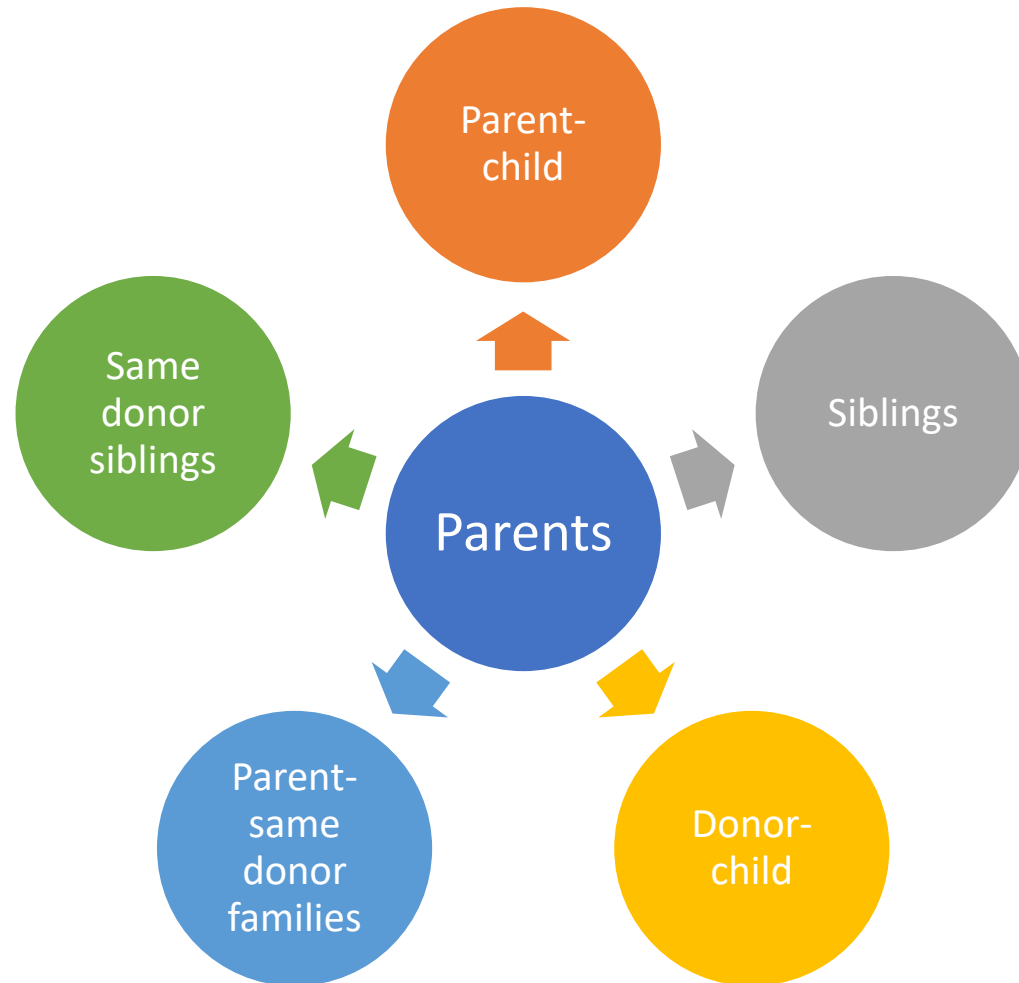 Parent-
child
Same
donor
siblings
Siblings
Parents
Parent-
same
donor
families
Donor-
child